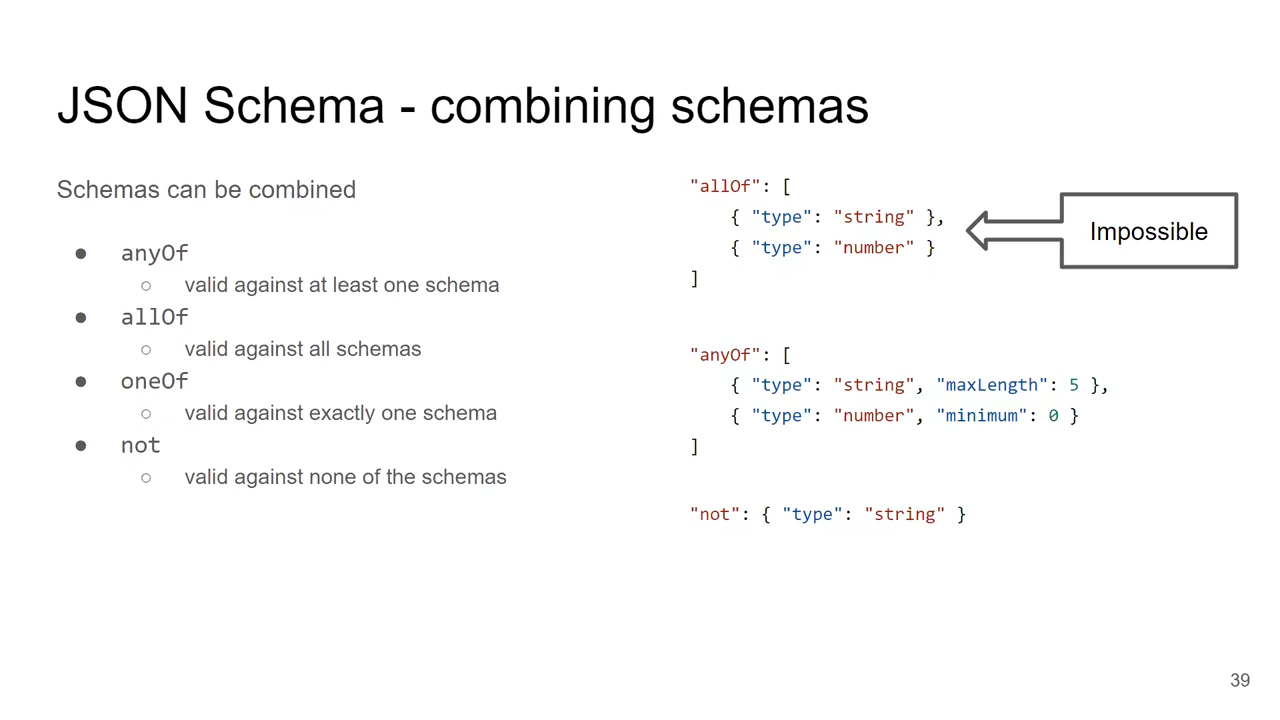 JSON Schema - combining schemas
Schemas can be combined
● anyOf
○ valid against at least one schema
● allOf
○ valid against all schemas
● oneOf
○ valid against exactly one schema
● not
○ valid against none of the schemas
"allOf": [
    { "type": "string" },
    { "type": "number" }
]
Impossible
"anyOf": [
    { "type": "string", "maxLength": 5 },
    { "type": "number", "minimum": 0 }
]
"not": { "type": "string" }
39